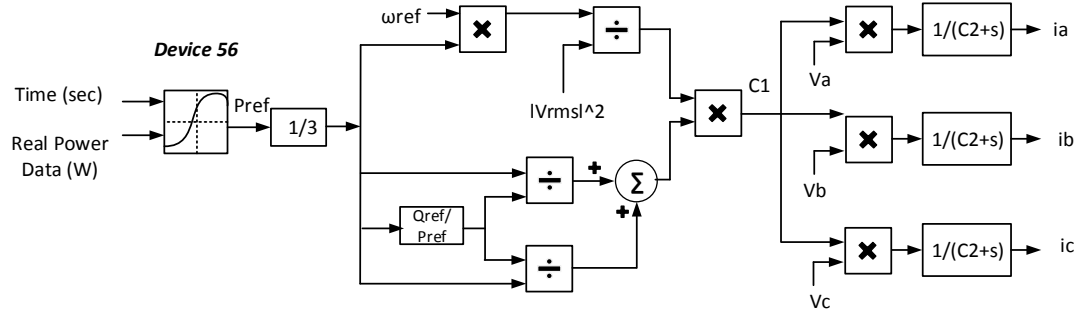 ωref
Device 56
Time (sec)
Real Power
Data (W)
Pref
1/3
×
÷
|Vrms|^2
×
C1
÷
+
Σ
+
Qref/
Pref
÷
×
Va
1/(C2+s)
ia
×
Vb
1/(C2+s)
ib
×
Vc
1/(C2+s)
ic